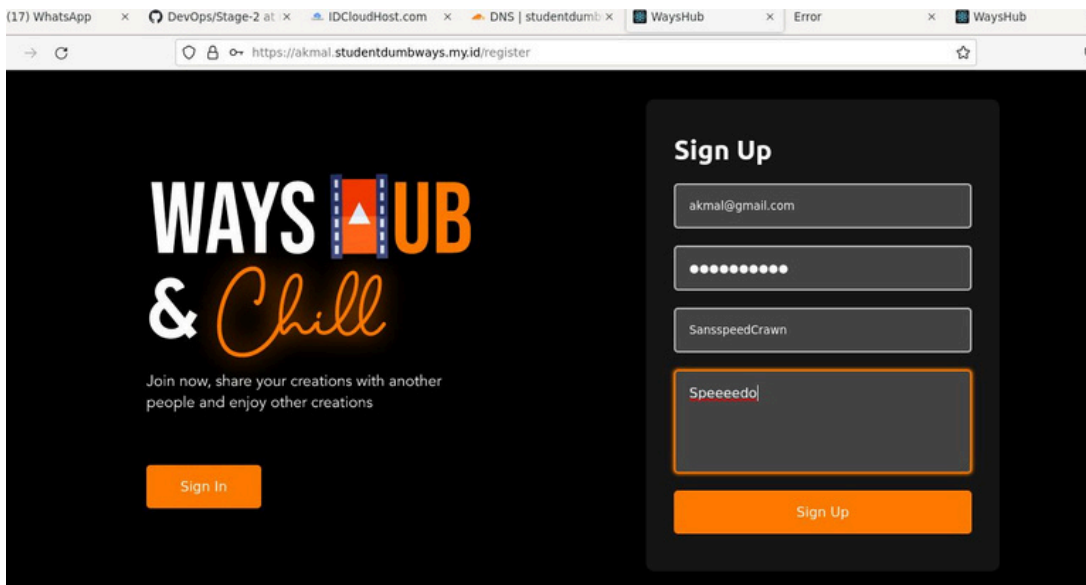 (17) WhatsApp
DevOps/Stage-2 at
IDCloudHost.com
DNS | studentdumb
WaysHub
Error
WaysHub
https://akmal.studentdumbways.my.id/register
WAYS HUB
& Chill
Join now, share your creations with another
people and enjoy other creations
Sign In
Sign Up
akmal@gmail.com
●●●●●●●●●●
SansspeedCrawn
Speeeedo
Sign Up